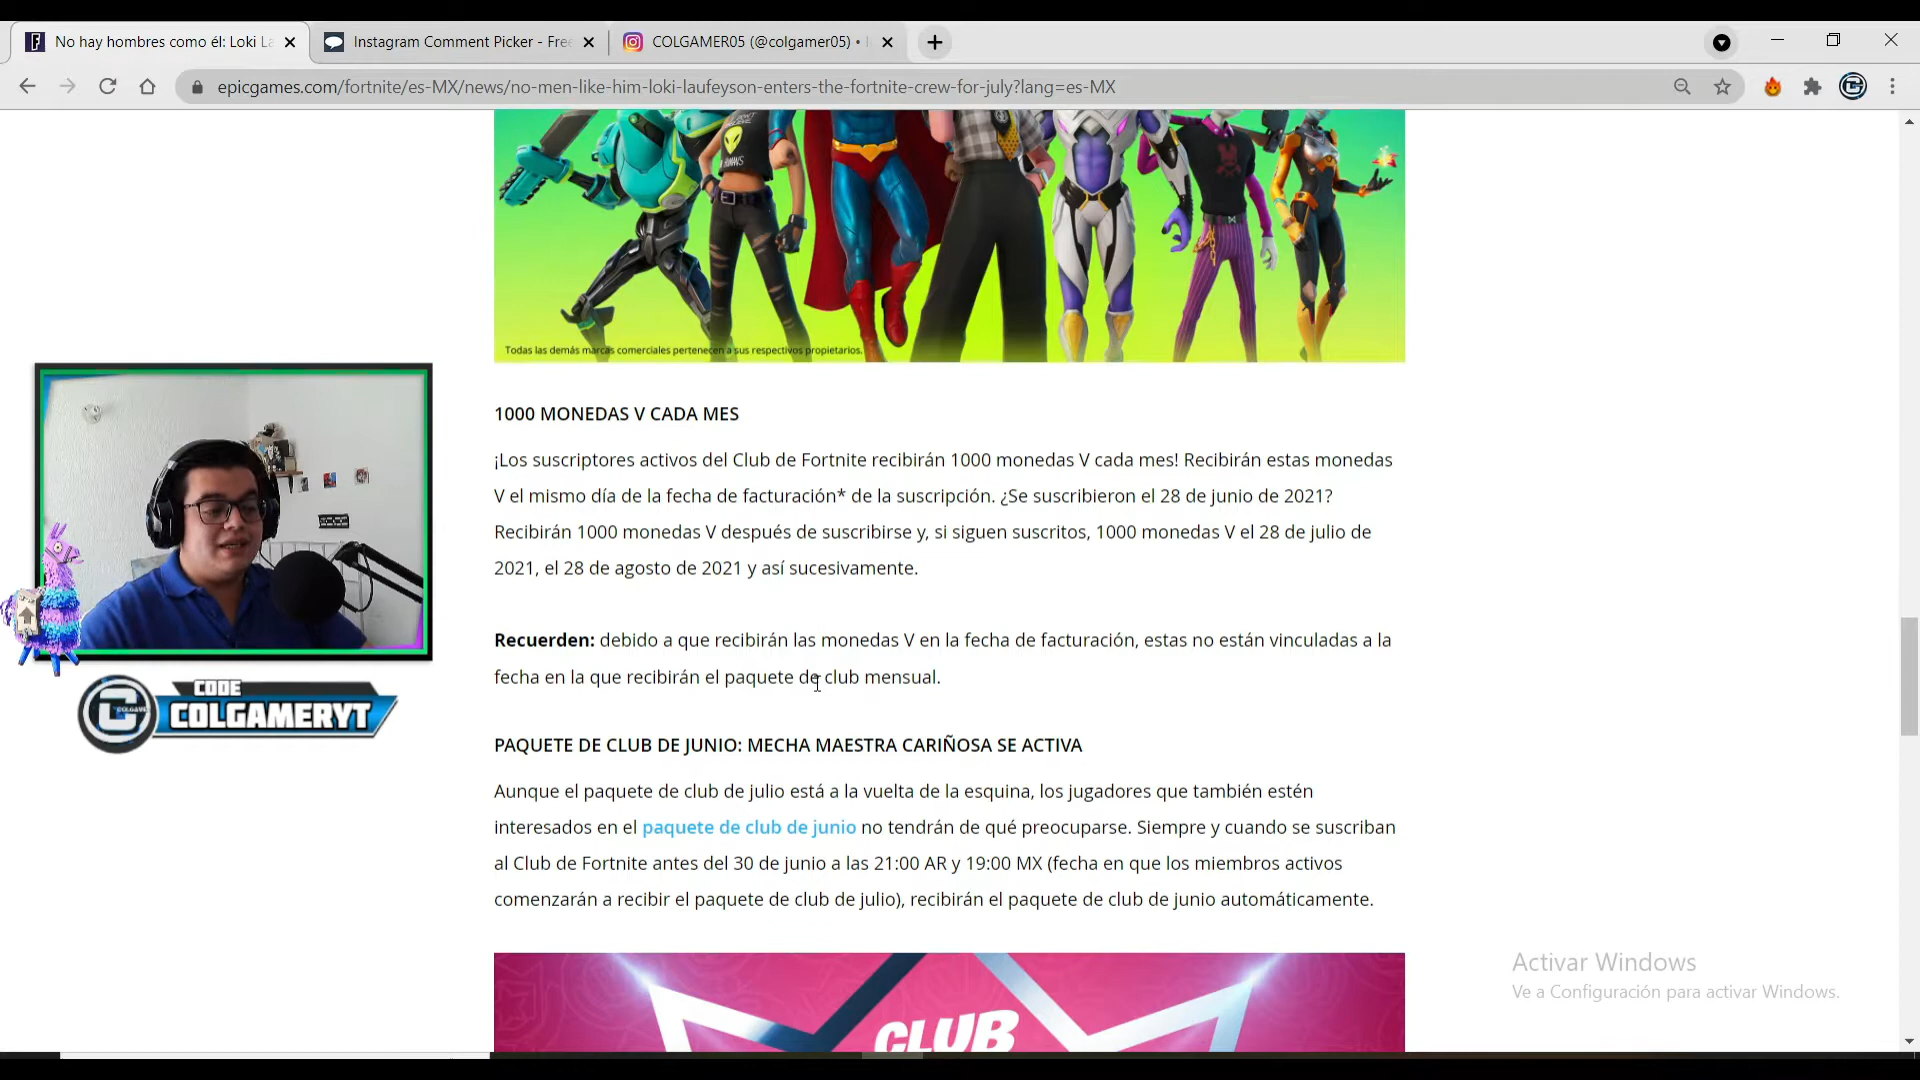 No hay hombres como él: Loki La
Instagram Comment Picker - Fre
COLGAMER05 (@colgamer05) • I
epicgames.com/fortnite/es-MX/news/no-men-like-him-loki-laufeyson-enters-the-fortnite-crew-for-july?lang=es-MX
HUMANS
Todas las demás marcas comerciales pertenecen a sus respectivos propietarios.
1000 MONEDAS V CADA MES
¡Los suscriptores activos del Club de Fortnite recibirán 1000 monedas V cada mes! Recibirán estas monedas
V el mismo día de la fecha de facturación* de la suscripción. ¿Se suscribieron el 28 de junio de 2021?
Recibirán 1000 monedas V después de suscribirse y, si siguen suscritos, 1000 monedas V el 28 de julio de
2021, el 28 de agosto de 2021 y así sucesivamente.
Recuerden: debido a que recibirán las monedas V en la fecha de facturación, estas no están vinculadas a la
fecha en la que recibirán el paquete de club mensual.
CODE
COLGAMERYT
PAQUETE DE CLUB DE JUNIO: MECHA MAESTRA CARIÑOSA SE ACTIVA
Aunque el paquete de club de julio está a la vuelta de la esquina, los jugadores que también estén
interesados en el paquete de club de junio no tendrán de qué preocuparse. Siempre y cuando se suscriban
al Club de Fortnite antes del 30 de junio a las 21:00 AR y 19:00 MX (fecha en que los miembros activos
comenzarán a recibir el paquete de club de julio), recibirán el paquete de club de junio automáticamente.
CLUB
Activar Windows
Ve a Configuración para activar Windows.